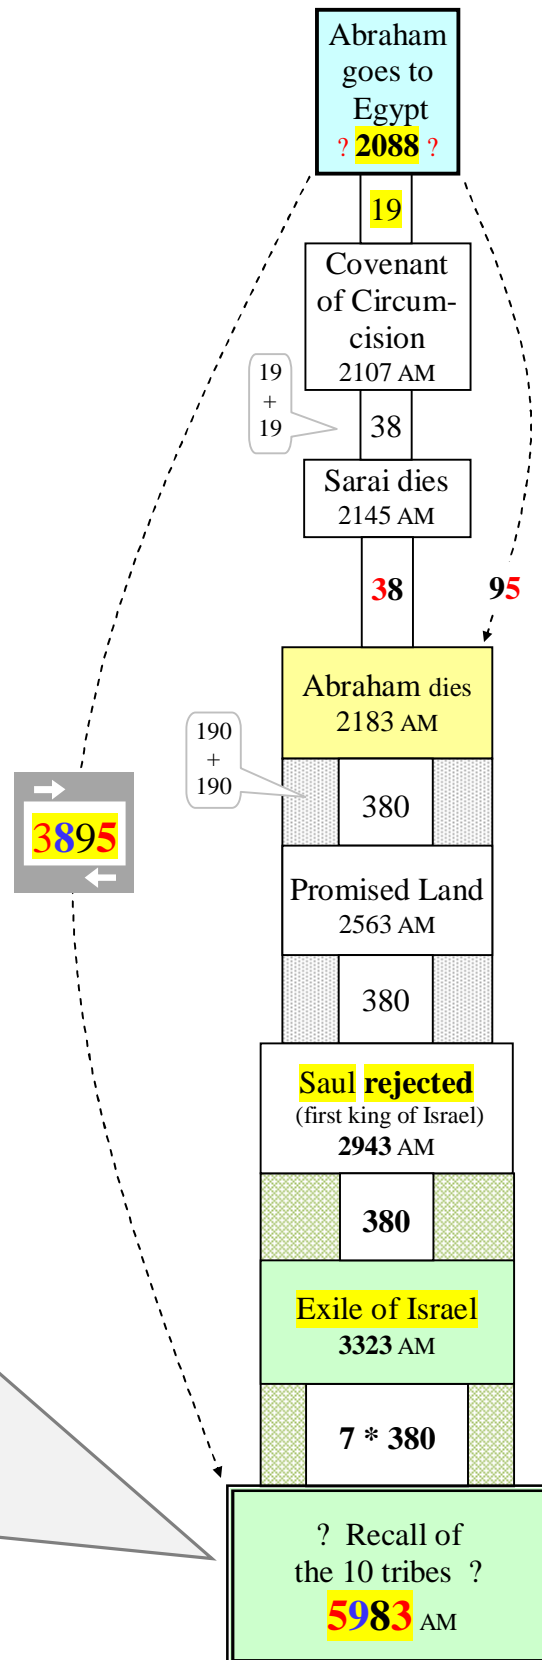 Abraham
goes to
Egypt
? 2088 ?
19
Covenant
of Circum-
cision
2107 AM
19
+
19
38
Sarai dies
2145 AM
38
95
Abraham dies
2183 AM
190
+
190
380
3895
Promised Land
2563 AM
380
Saul rejected
(first king of Israel)
2943 AM
380
Exile of Israel
3323 AM
7 * 380
? Recall of
the 10 tribes ?
5983 AM